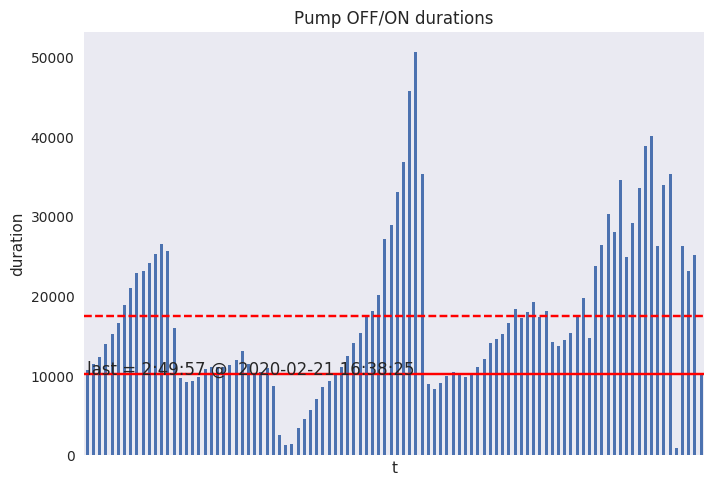 Pump OFF/ON durations
50000
40000
30000
20000
10000
0
duration
last = 2:49:57 @ 2020-02-21 16:38:25
t